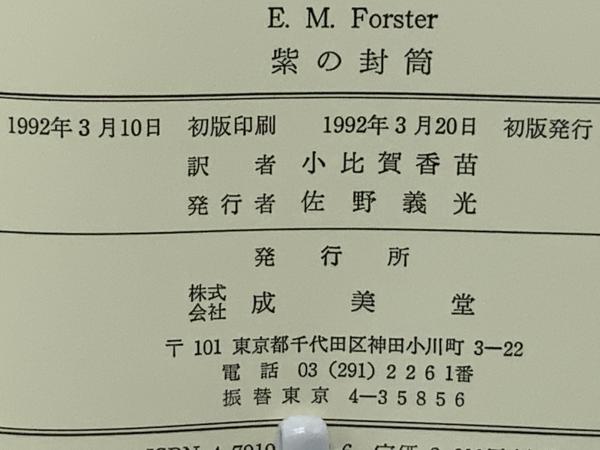 E. M. Forster
紫の封筒
1992年3月10日 初版印刷 1992年3月20日 初版発行
訳者 小比賀香苗
発行者 佐野義光
発行所
株式会社 成美堂
〒101 東京都千代田区神田小川町 3―22
電話 03 (291) 2261番
振替東京 4―35856